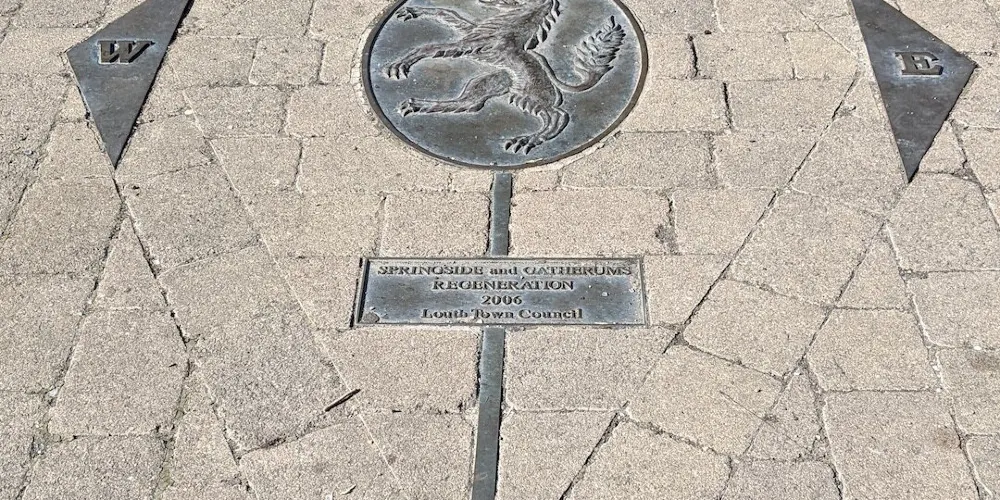 W
E
SPRINGSIDE and GATHERUMS
REGENERATION
2006
Louth Town Council